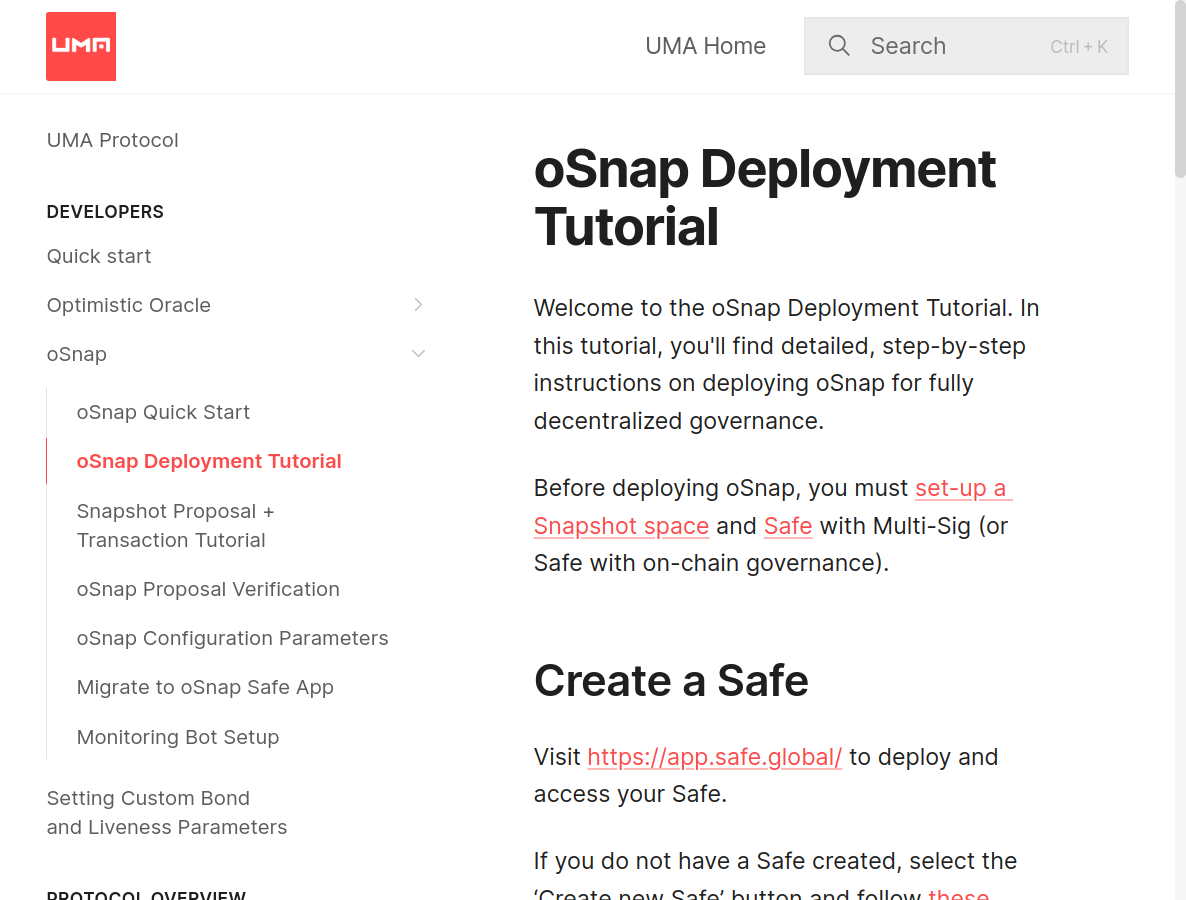 UMA
UMA Home
Search
Ctrl + K
UMA Protocol
DEVELOPERS
Quick start
Optimistic Oracle
oSnap
oSnap Quick Start
oSnap Deployment Tutorial
Snapshot Proposal +
Transaction Tutorial
oSnap Proposal Verification
oSnap Configuration Parameters
Migrate to oSnap Safe App
Monitoring Bot Setup
Setting Custom Bond
and Liveness Parameters
PROTOCOL OVERVIEW
oSnap Deployment
Tutorial
Welcome to the oSnap Deployment Tutorial. In
this tutorial, you'll find detailed, step-by-step
instructions on deploying oSnap for fully
decentralized governance.
Before deploying oSnap, you must set-up a
Snapshot space and Safe with Multi-Sig (or
Safe with on-chain governance).
Create a Safe
Visit https://app.safe.global/ to deploy and
access your Safe.
If you do not have a Safe created, select the
‘Create new Safe’ button and follow these